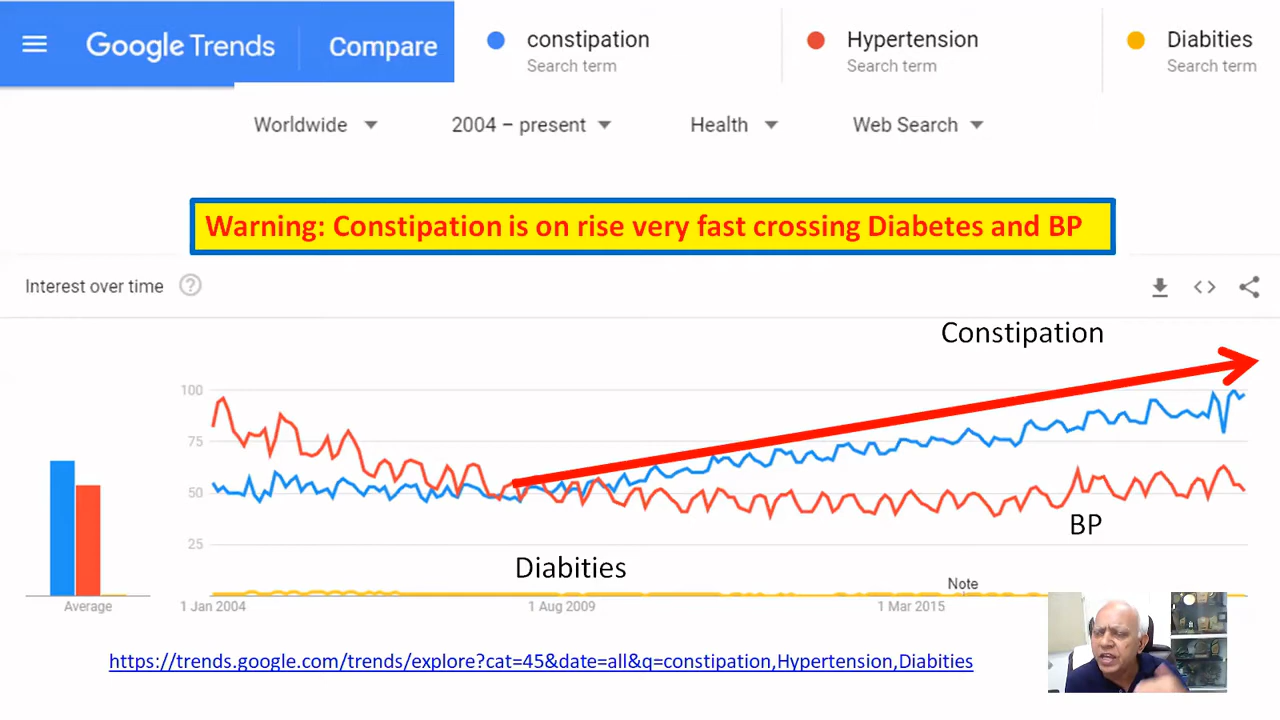 Google Trends
Compare
constipation
Search term
Hypertension
Search term
Diabities
Search term
Worldwide
2004 – present
Health
Web Search
Warning: Constipation is on rise very fast crossing Diabetes and BP
Interest over time
?
Constipation
100
75
50
25
BP
Diabities
Note
Average
1 Jan 2004
1 Aug 2009
1 Mar 2015
https://trends.google.com/trends/explore?cat=45&date=all&q=constipation,Hypertension,Diabities